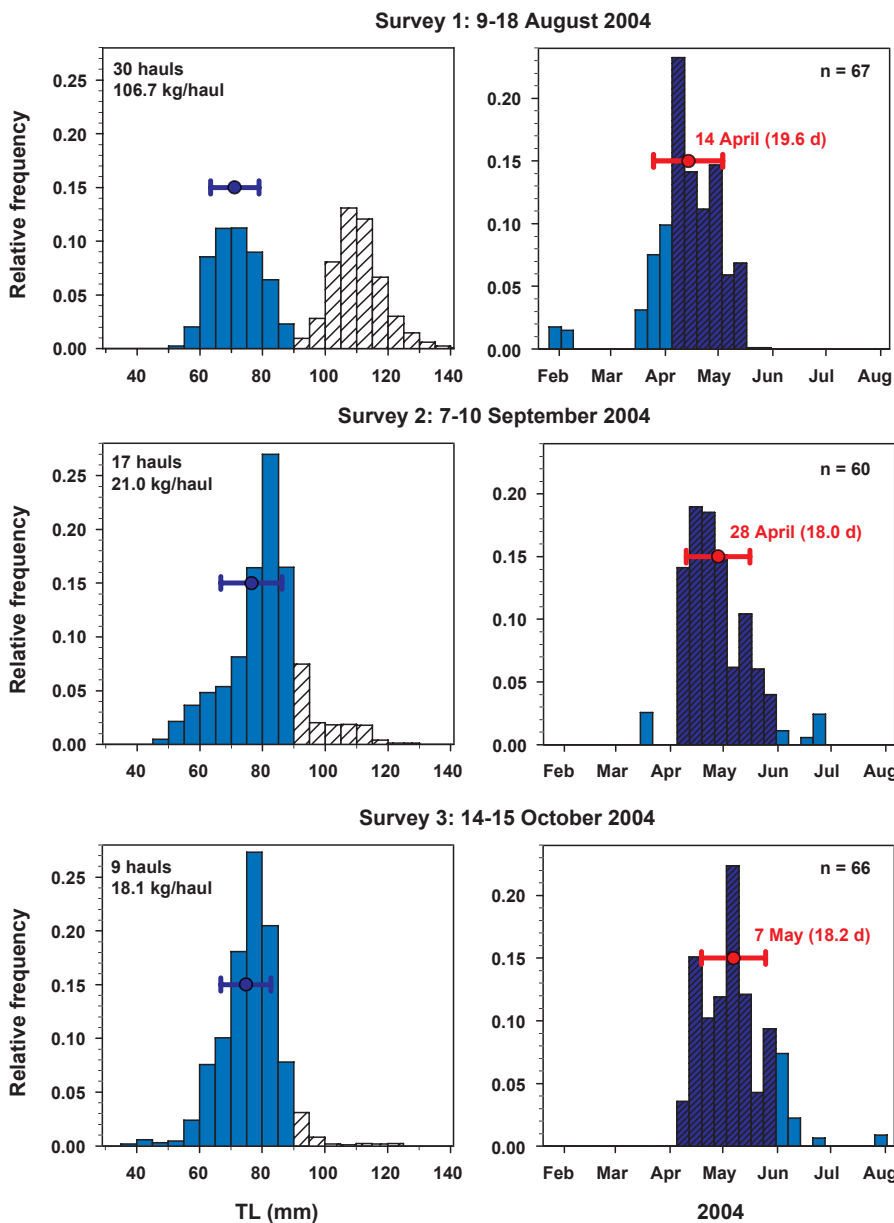 Survey 1: 9-18 August 2004
30 hauls
106.7 kg/haul
n = 67
14 April (19.6 d)
Relative frequency
0.25
0.20
0.15
0.10
0.05
0.00
40 60 80 100 120 140
0.20
0.15
0.10
0.05
0.00
Feb Mar Apr May Jun Jul Aug
Survey 2: 7-10 September 2004
17 hauls
21.0 kg/haul
n = 60
28 April (18.0 d)
Relative frequency
0.25
0.20
0.15
0.10
0.05
0.00
40 60 80 100 120 140
0.20
0.15
0.10
0.05
0.00
Feb Mar Apr May Jun Jul Aug
Survey 3: 14-15 October 2004
9 hauls
18.1 kg/haul
n = 66
7 May (18.2 d)
Relative frequency
0.25
0.20
0.15
0.10
0.05
0.00
40 60 80 100 120 140
0.20
0.15
0.10
0.05
0.00
Feb Mar Apr May Jun Jul Aug
TL (mm)
2004